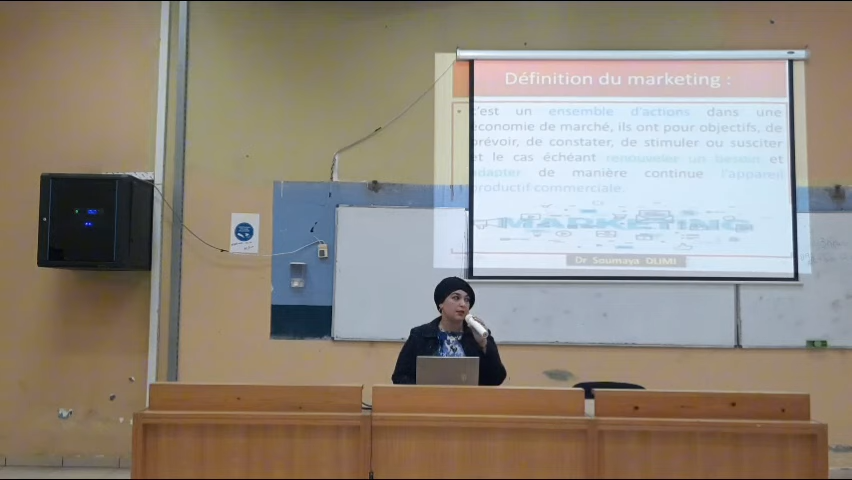 Définition du marketing :
c'est un ensemble d'actions dans une
économie de marché, ils ont pour objectifs, de
prévoir, de constater, de stimuler ou susciter
et le cas échéant renouveler un besoin et
adapter de manière continue l'appareil
productif commerciale.
MARKETING
Dr Soumaya